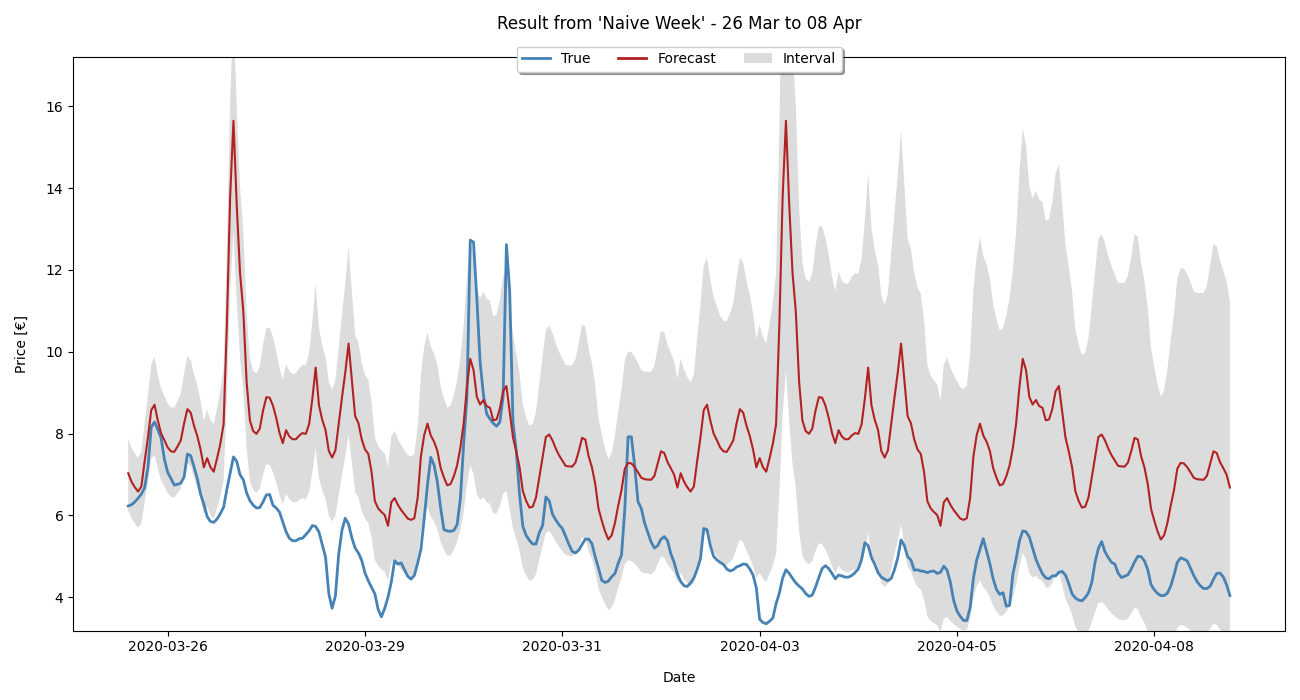 Result from 'Naive Week' - 26 Mar to 08 Apr
True Forecast Interval
Price [€]
16
14
12
10
8
6
4
2020-03-26 2020-03-29 2020-03-31 2020-04-03 2020-04-05 2020-04-08
Date